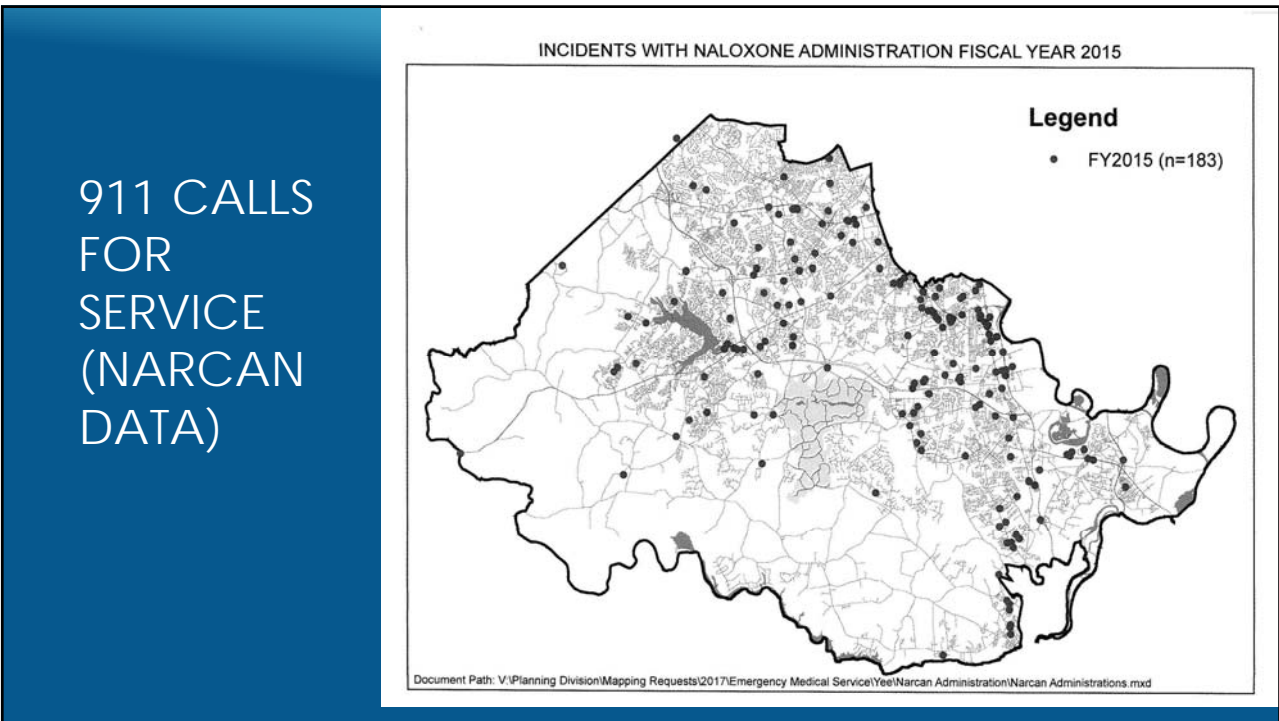 911 CALLS
FOR
SERVICE
(NARCAN
DATA)
INCIDENTS WITH NALOXONE ADMINISTRATION FISCAL YEAR 2015
Legend
FY2015 (n=183)
Document Path: V:\Planning Division\Mapping Requests\2017\Emergency Medical Service\Yee\Narcan Administration\Narcan Administrations.mxd